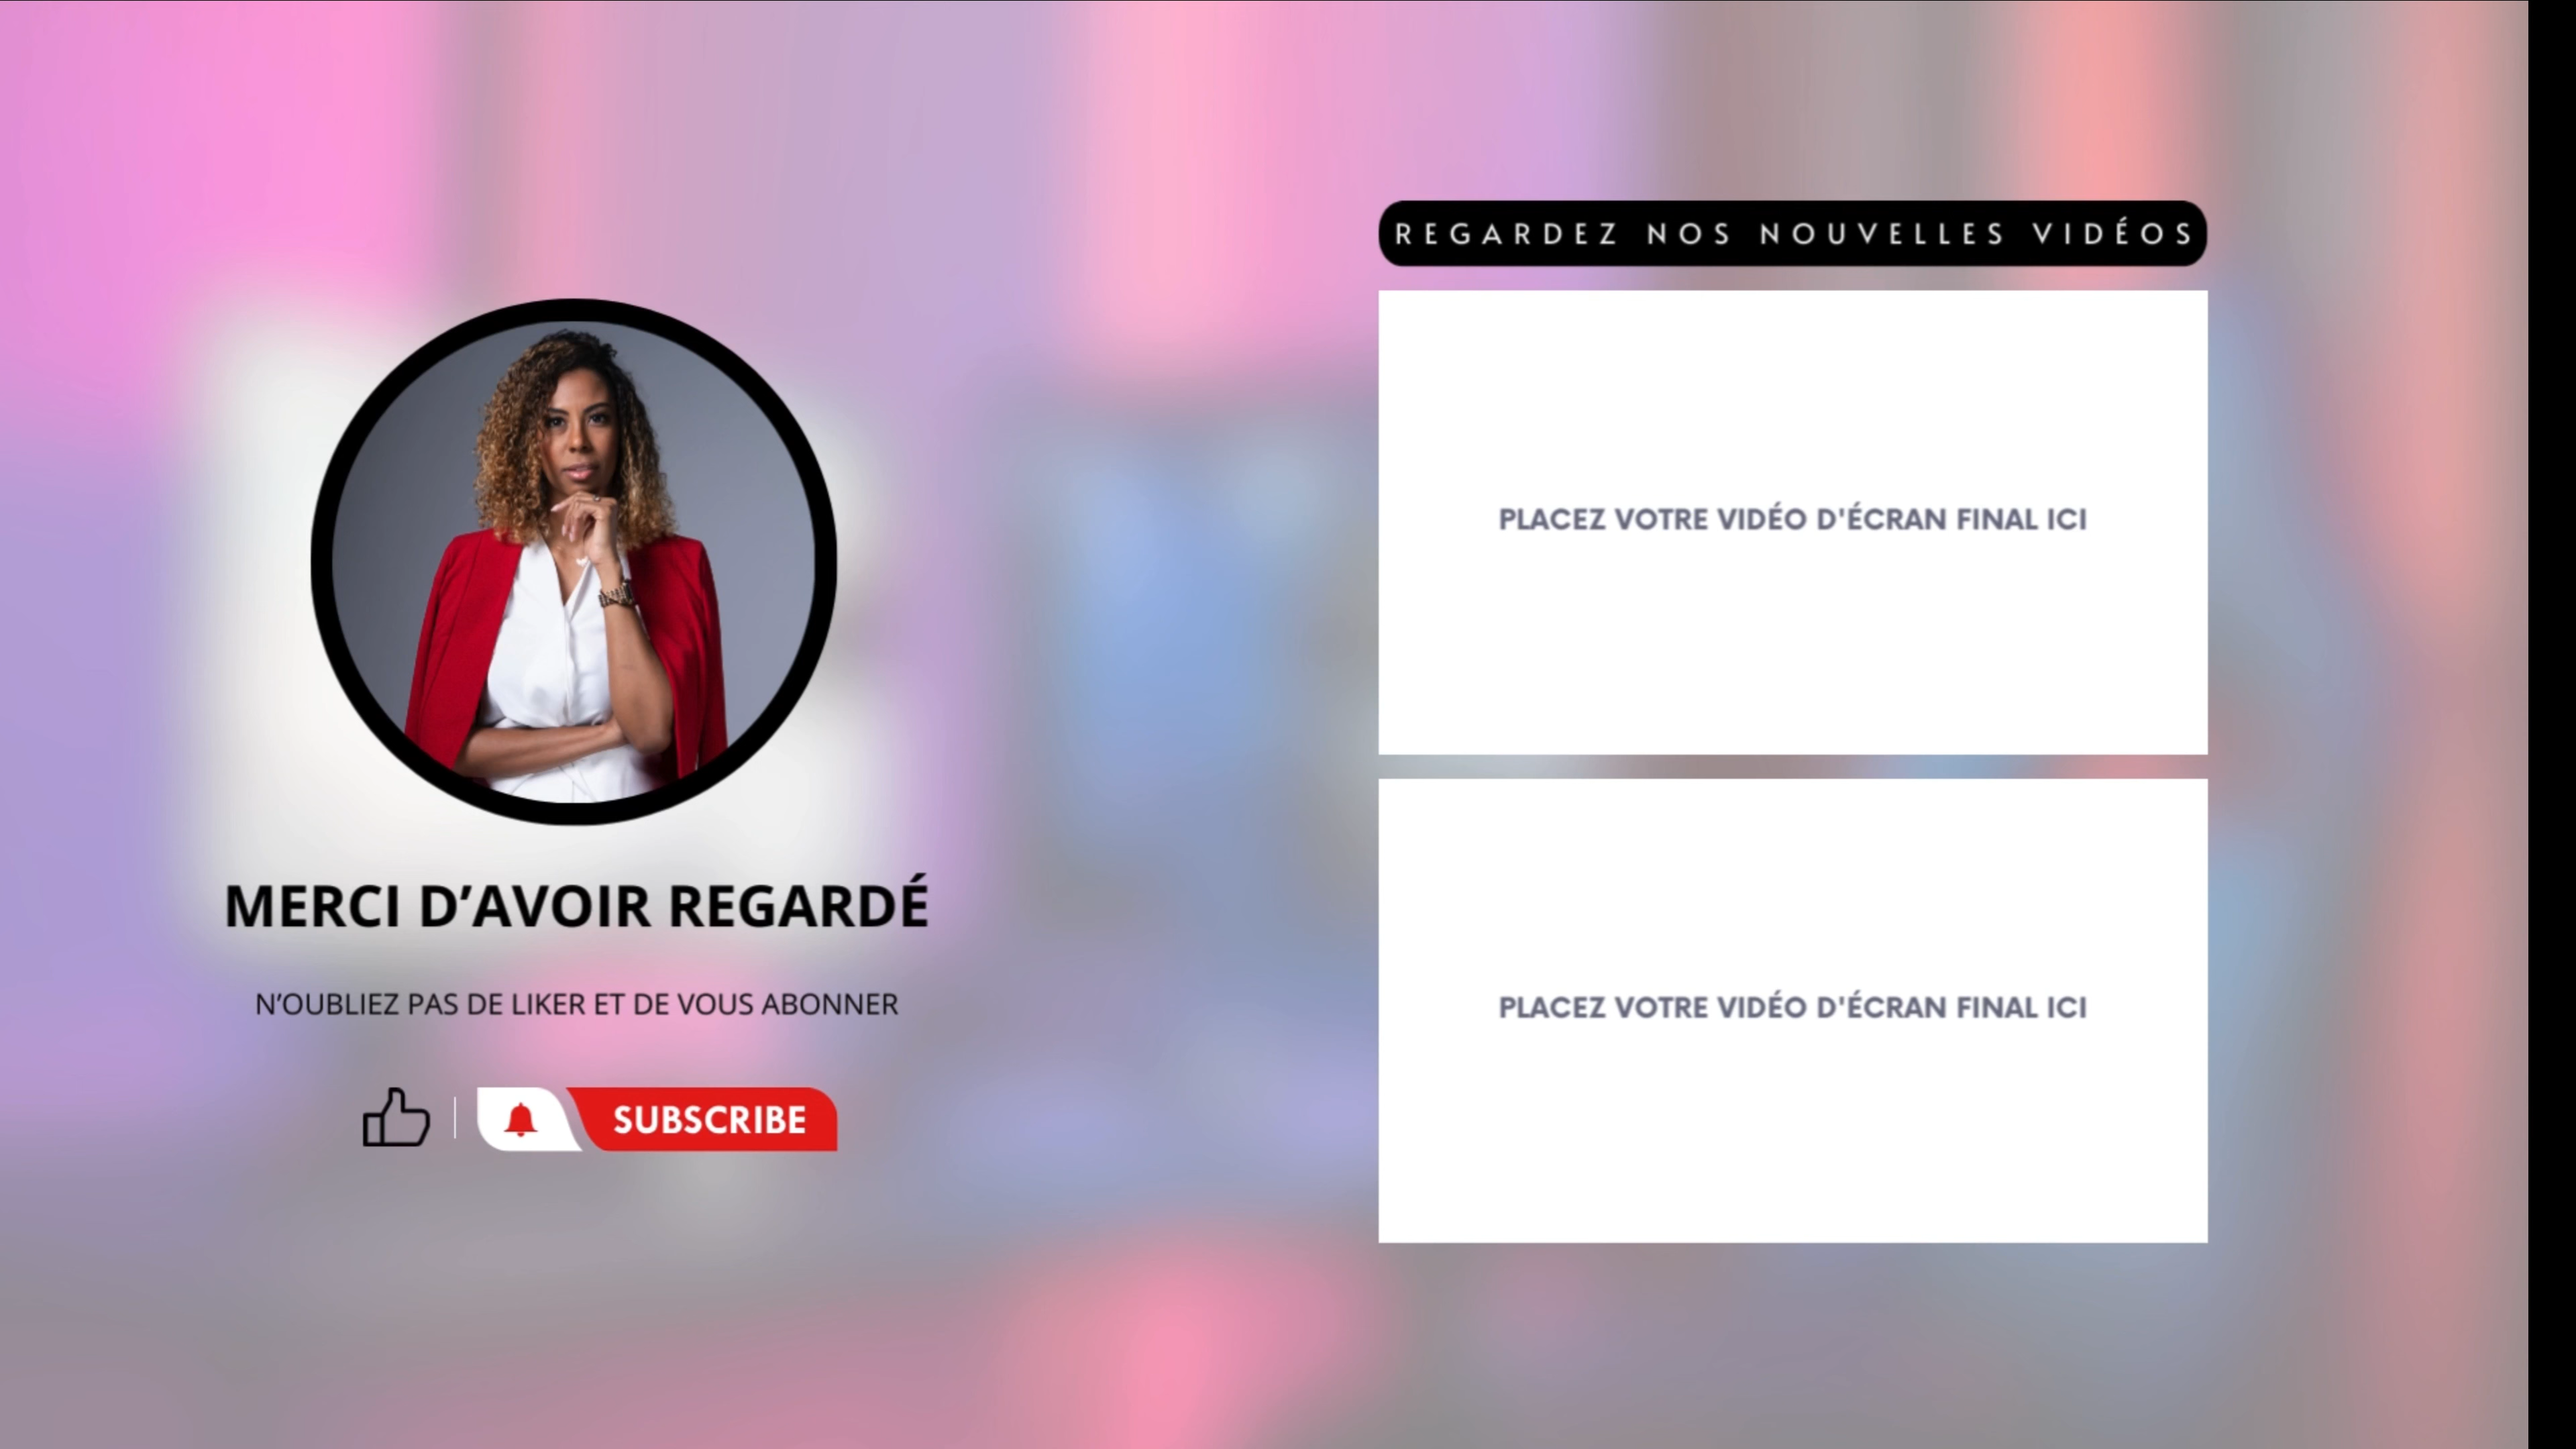 MERCI D’AVOIR REGARDÉ
N’OUBLIEZ PAS DE LIKER ET DE VOUS ABONNER
SUBSCRIBE
REGARDEZ NOS NOUVELLES VIDÉOS
PLACEZ VOTRE VIDÉO D'ÉCRAN FINAL ICI
PLACEZ VOTRE VIDÉO D'ÉCRAN FINAL ICI